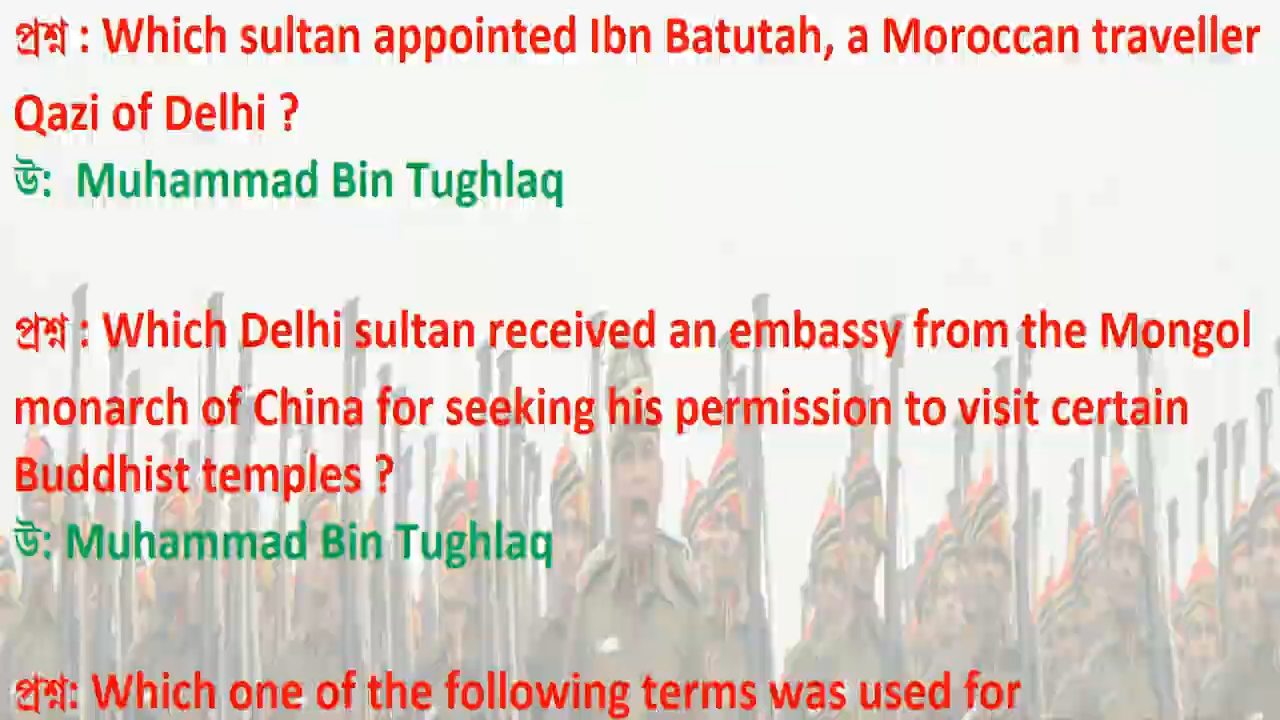 প্রশ্ন : Which sultan appointed Ibn Batutah, a Moroccan traveller
Qazi of Delhi ?
উ: Muhammad Bin Tughlaq
প্রশ্ন : Which Delhi sultan received an embassy from the Mongol
monarch of China for seeking his permission to visit certain
Buddhist temples ?
উ: Muhammad Bin Tughlaq
প্রশ্ন: Which one of the following terms was used for